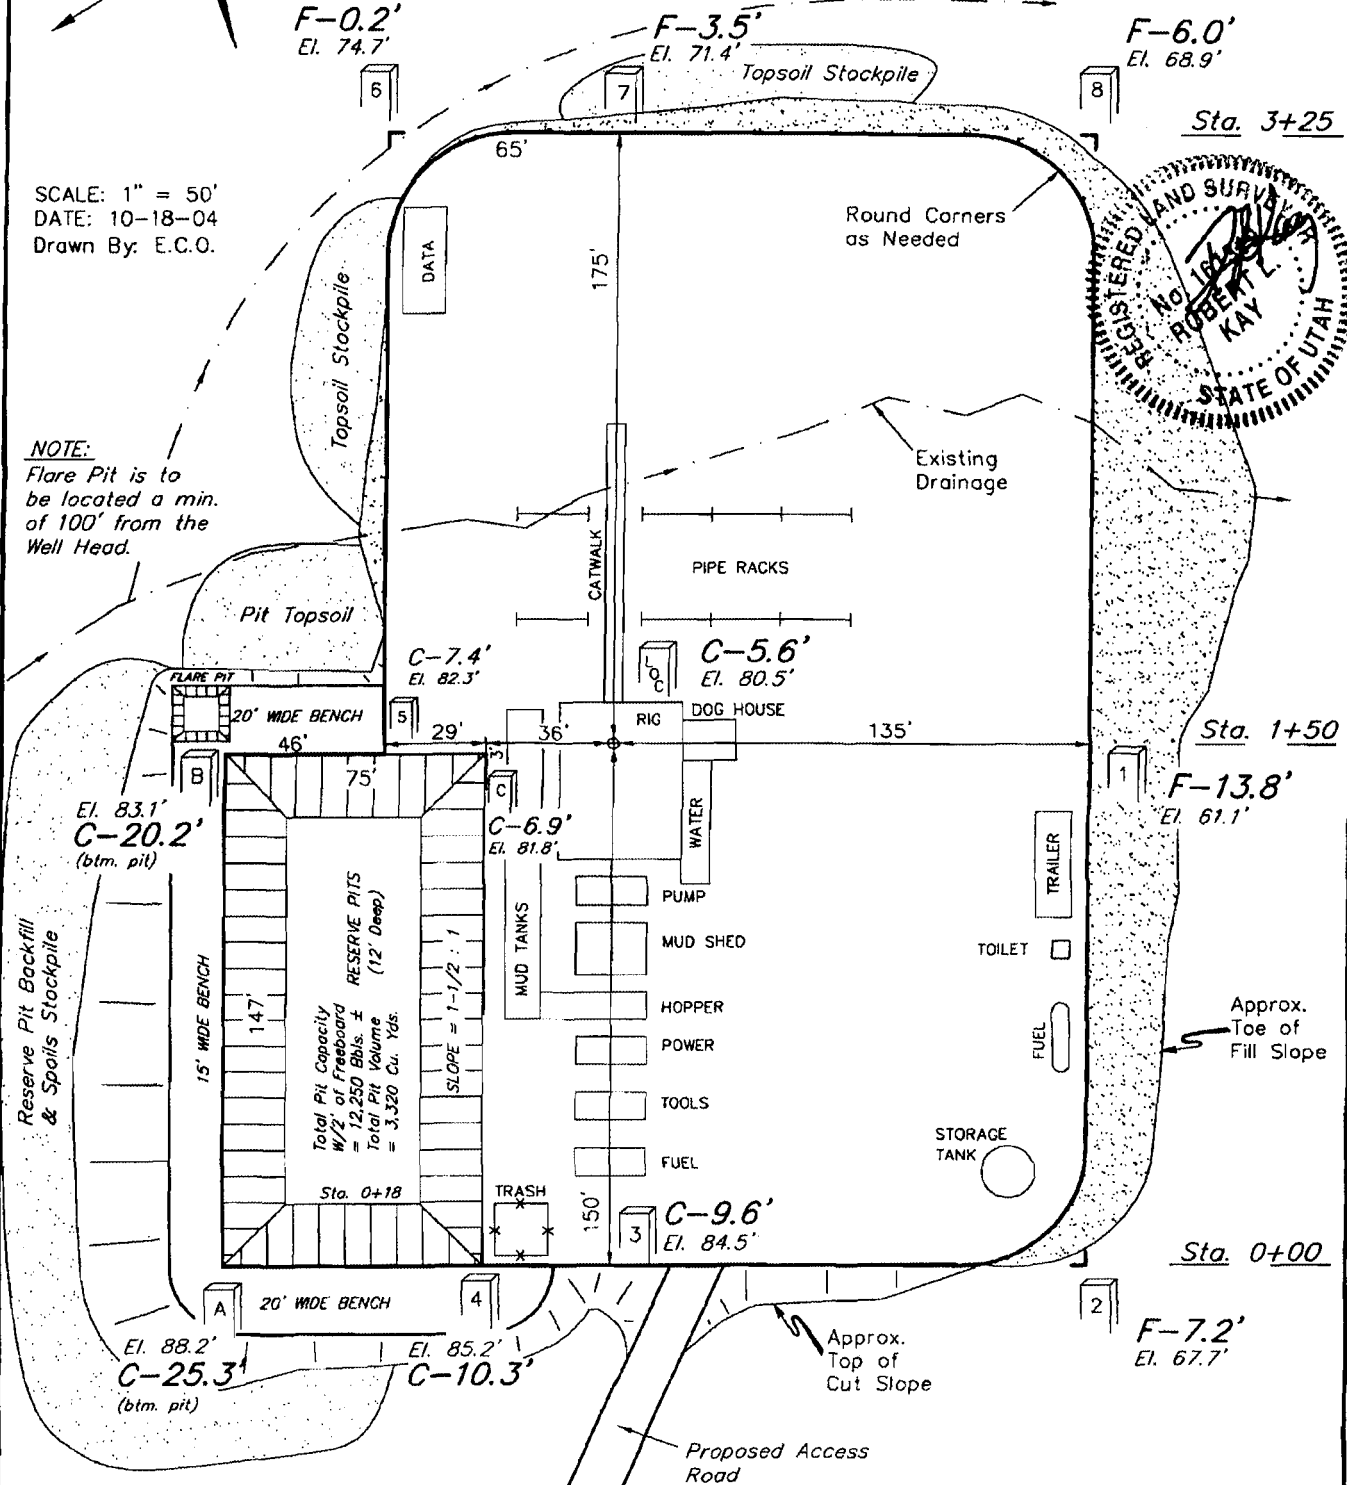 F-0.2'
El. 74.7'
F-3.5'
El. 71.4'
F-6.0'
El. 68.9'
6
7
8
Topsoil Stockpile
Sta. 3+25
65'
SCALE: 1" = 50'
DATE: 10-18-04
Drawn By: E.C.O.
REGISTERED LAND SURVEYOR
No.
ROBERT L.
KAY
STATE OF UTAH
Round Corners
as Needed
DATA
175'
Topsoil Stockpile
NOTE:
Flare Pit is to
be located a min.
of 100' from the
Well Head.
Existing
Drainage
CATWALK
PIPE RACKS
Pit Topsoil
C-7.4'
El. 82.3'
LOC
C-5.6'
El. 80.5'
FLARE PIT
20' WIDE BENCH
5
RIG
DOG HOUSE
46'
29'
36'
135'
Sta. 1+50
B
75'
3'
C
1
El. 83.1'
C-20.2'
(btm. pit)
C-6.9'
El. 81.8'
F-13.8'
El. 61.1'
WATER
TRAILER
PUMP
MUD SHED
MUD TANKS
TOILET
HOPPER
POWER
FUEL
TOOLS
FUEL
Reserve Pit Backfill
& Spoils Stockpile
15' WIDE BENCH
147'
RESERVE PITS
(12' Deep)
Total Pit Capacity
W/2' of Freeboard
= 12,250 Bbls. ±
Total Pit Volume
= 3,320 Cu. Yds.
SLOPE = 1-1/2 : 1
Approx.
Toe of
Fill Slope
STORAGE
TANK
Sta. 0+18
TRASH
150'
3
C-9.6'
El. 84.5'
Sta. 0+00
A
20' WIDE BENCH
4
2
El. 88.2'
C-25.3'
(btm. pit)
El. 85.2'
C-10.3'
Approx.
Top of
Cut Slope
F-7.2'
El. 67.7'
Proposed Access
Road